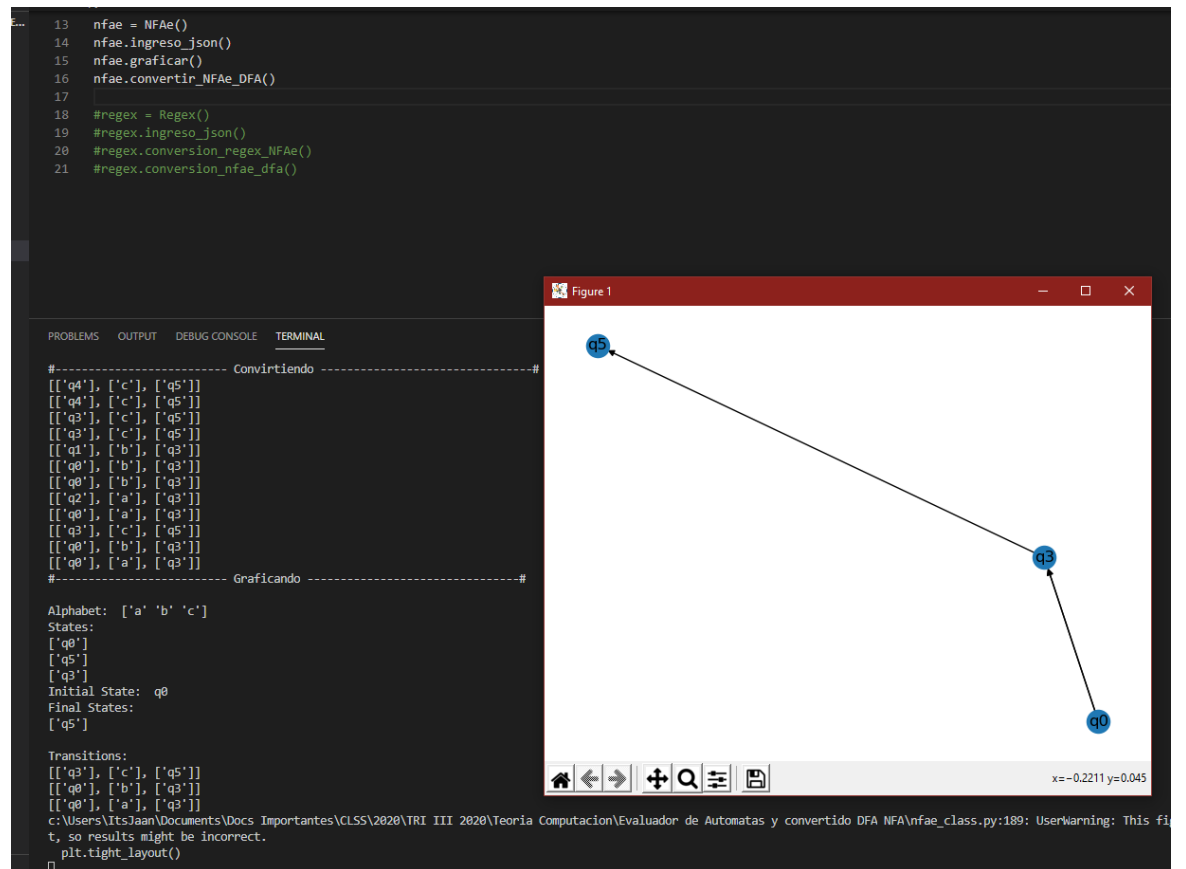 E...
13 nfae = NFAe()
14 nfae.ingreso_json()
15 nfae.graficar()
16 nfae.convertir_NFAe_DFA()
17
18 #regex = Regex()
19 #regex.ingreso_json()
20 #regex.conversion_regex_NFAe()
21 #regex.conversion_nfae_dfa()
Figure 1
q5
q3
q0
x=−0.2211 y=0.045
PROBLEMS OUTPUT DEBUG CONSOLE TERMINAL
#-------------------------- Convirtiendo --------------------------------#
[['q4'], ['c'], ['q5']]
[['q4'], ['c'], ['q5']]
[['q3'], ['c'], ['q5']]
[['q3'], ['c'], ['q5']]
[['q1'], ['b'], ['q3']]
[['q0'], ['b'], ['q3']]
[['q0'], ['b'], ['q3']]
[['q2'], ['a'], ['q3']]
[['q0'], ['a'], ['q3']]
[['q3'], ['c'], ['q5']]
[['q0'], ['b'], ['q3']]
[['q0'], ['a'], ['q3']]
#-------------------------- Graficando --------------------------------#
Alphabet:  ['a' 'b' 'c']
States:
['q0']
['q5']
['q3']
Initial State:  q0
Final States:
['q5']
Transitions:
[['q3'], ['c'], ['q5']]
[['q0'], ['b'], ['q3']]
[['q0'], ['a'], ['q3']]
c:\Users\ItsJaan\Documents\Docs Importantes\CLSS\2020\TRI III 2020\Teoria Computacion\Evaluador de Automatas y convertido DFA NFA\nfae_class.py:189: UserWarning: This fi
t, so results might be incorrect.
  plt.tight_layout()